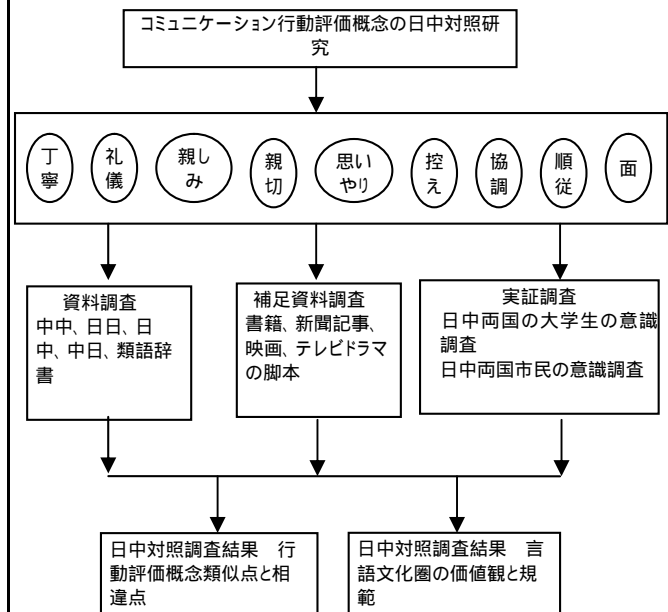 コミュニケーション行動評価概念の日中対照研
究
丁
寧
礼
儀
親し
み
親
切
思い
やり
控
え
協
調
順
従
面
資料調査
中中、日日、日
中、中日、類語辞
書
補足資料調査
書籍、新聞記事、
映画、テレビドラマ
の脚本
実証調査
日中両国の大学生の意識
調査
日中両国市民の意識調査
日中対照調査結果　行
動評価概念類似点と相
違点
日中対照調査結果　言
語文化圏の価値観と規
範